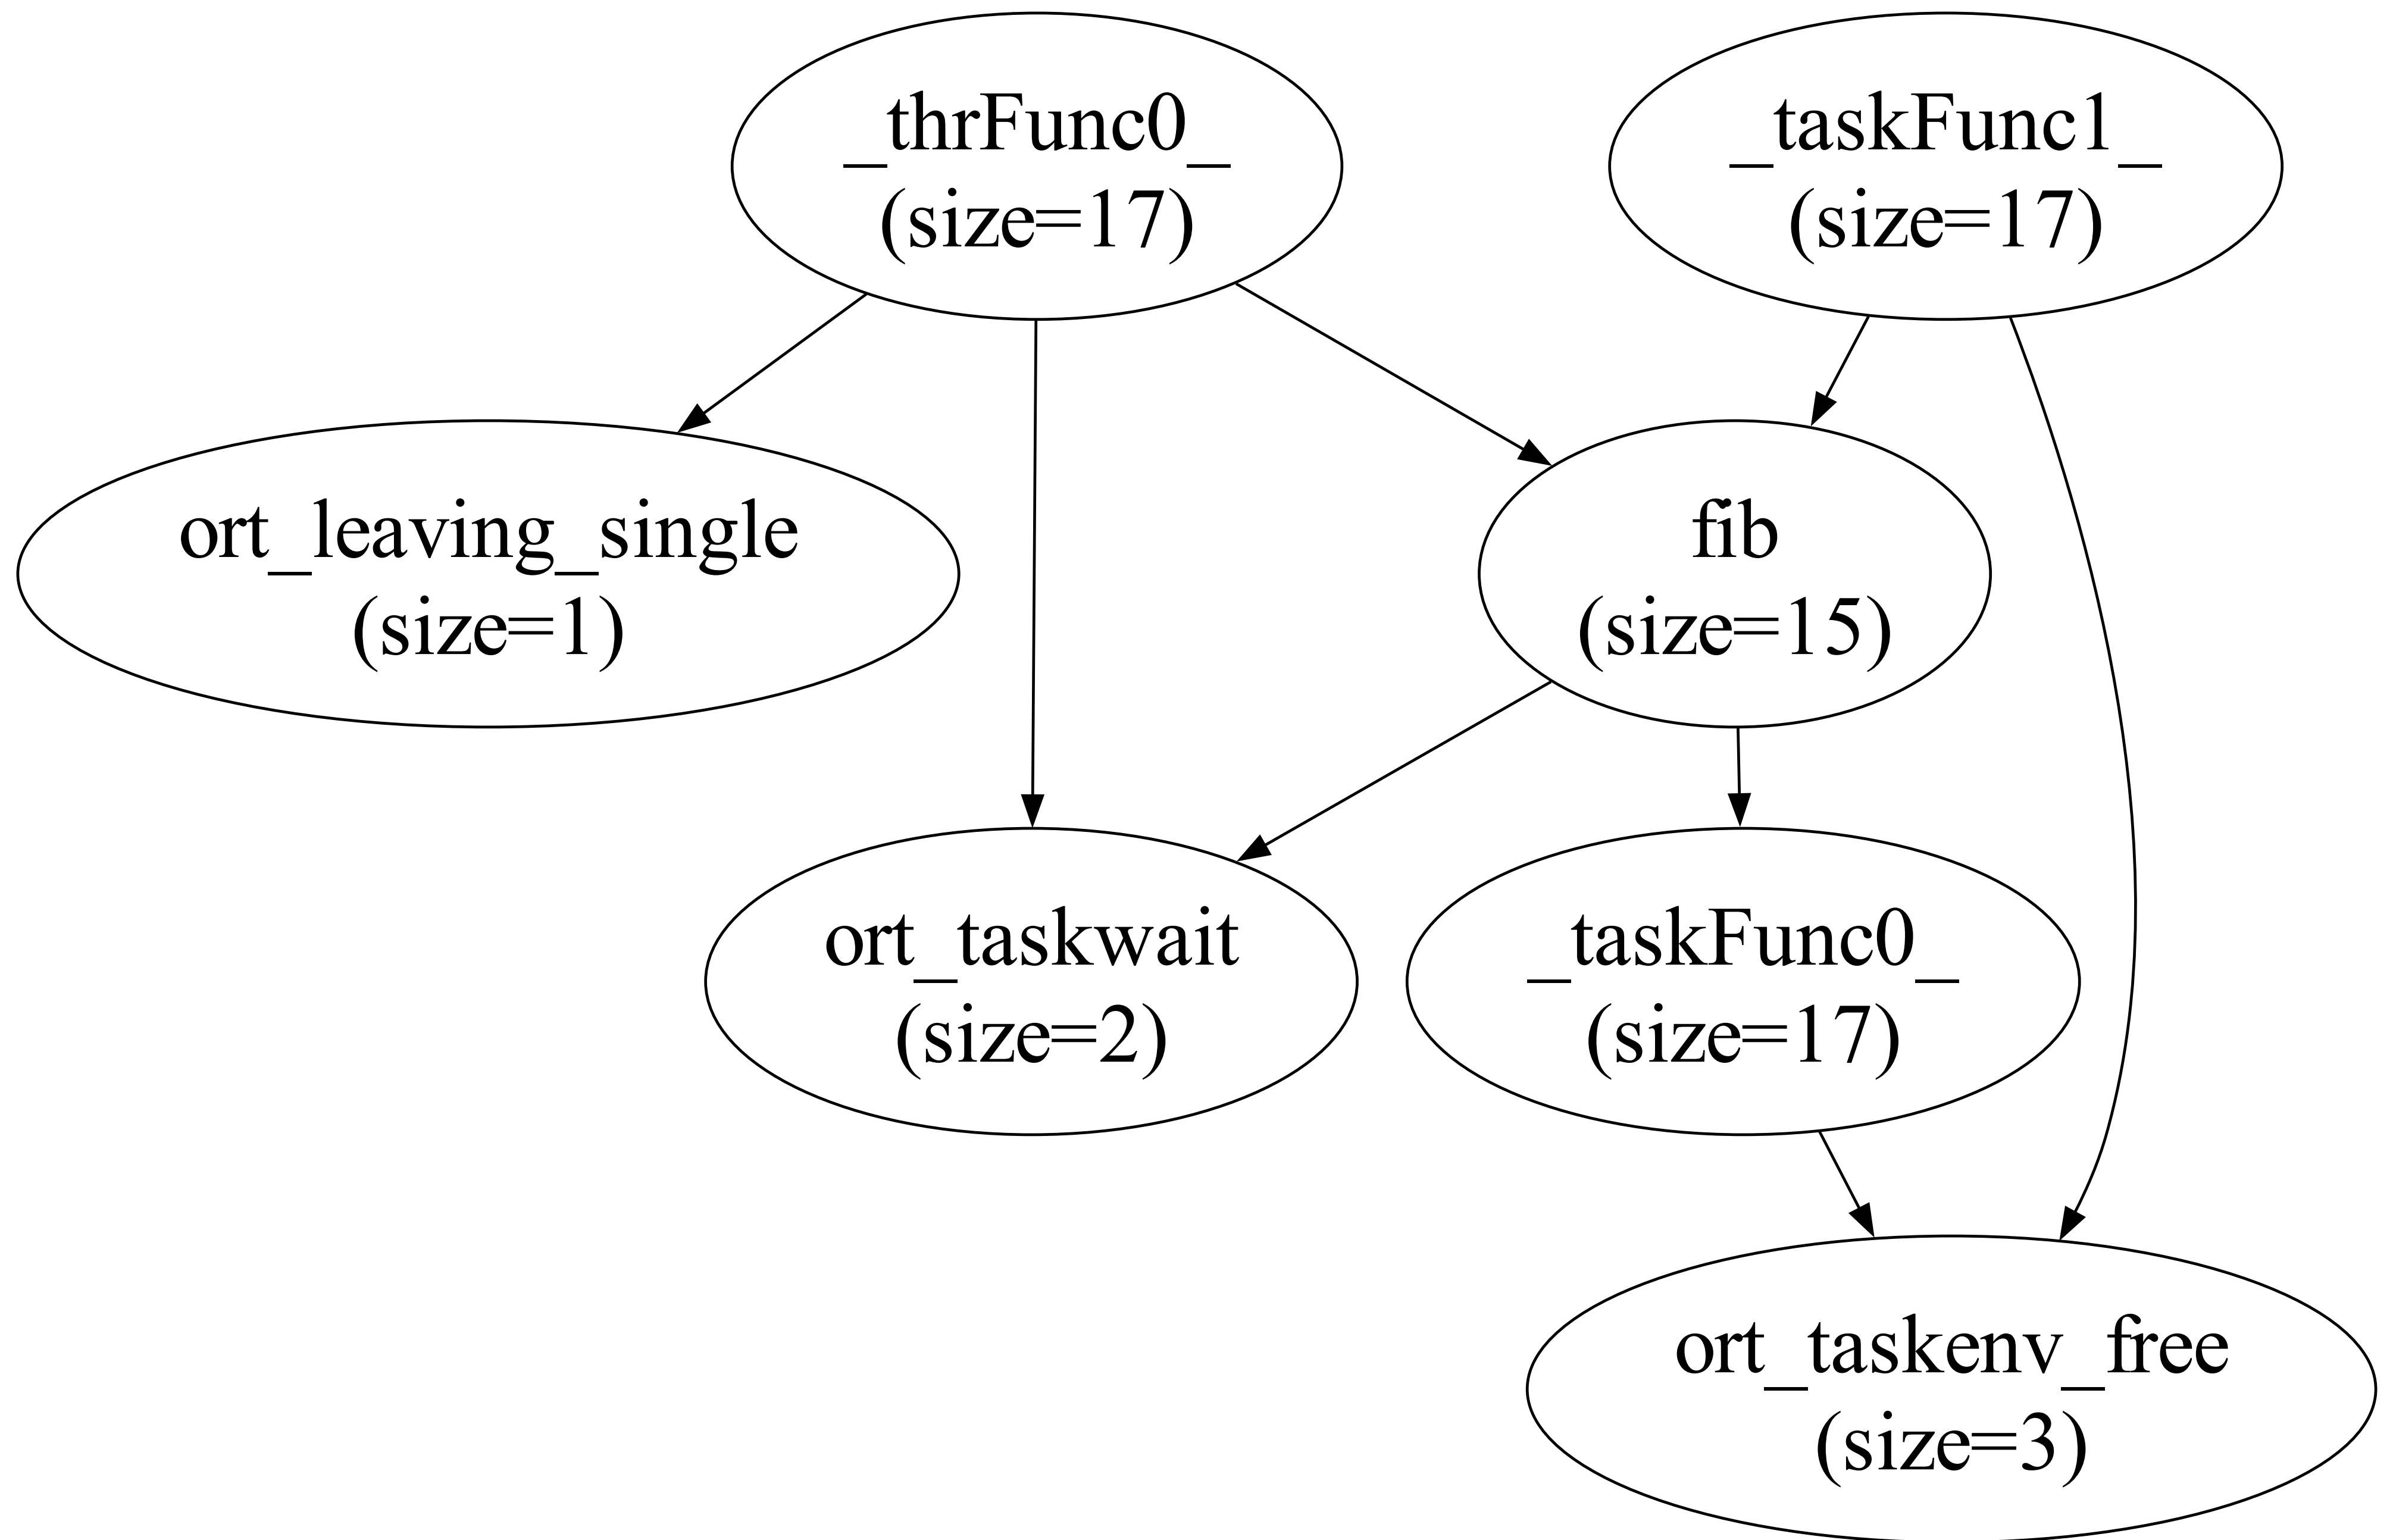 _thrFunc0_
(size=17)
_taskFunc1_
(size=17)
ort_leaving_single
(size=1)
fib
(size=15)
ort_taskwait
(size=2)
_taskFunc0_
(size=17)
ort_taskenv_free
(size=3)